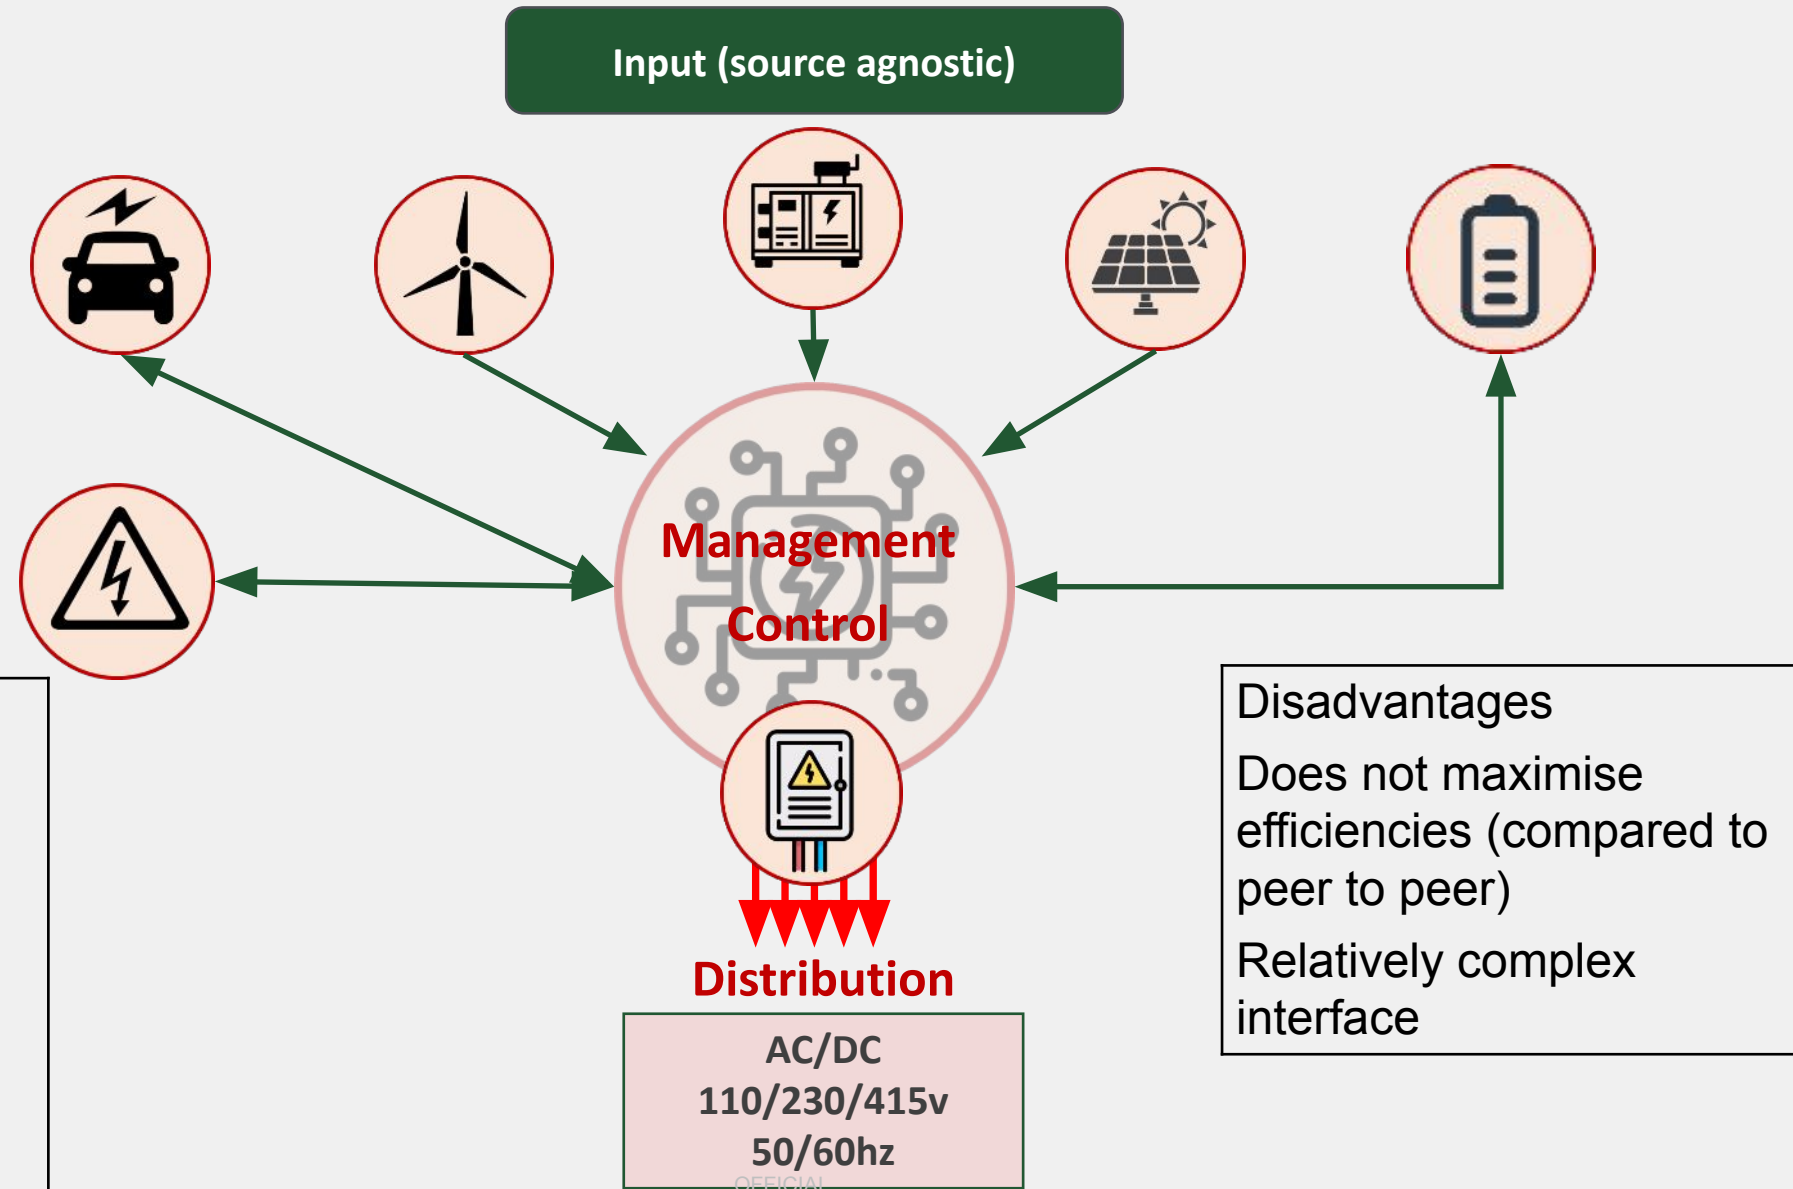 Input (source agnostic)
Management
Control
Distribution
AC/DC
110/230/415v
50/60hz
OFFICIAL
Disadvantages
Does not maximise
efficiencies (compared to
peer to peer)
Relatively complex
interface